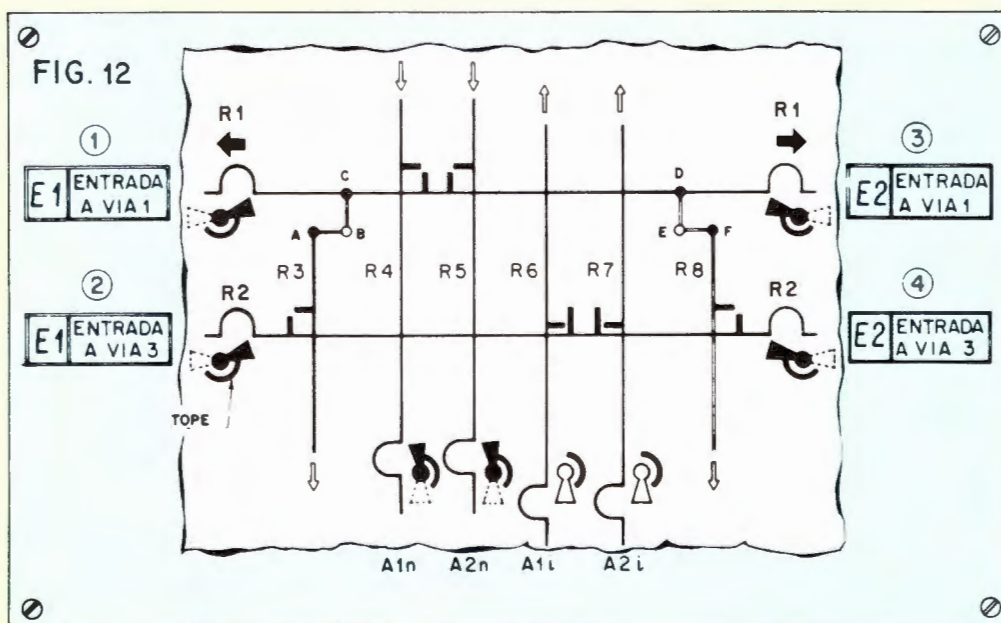 FIG. 12
R1
R1
1
3
E1 ENTRADA A VIA 1
E2 ENTRADA A VIA 1
C
D
A
B
E
F
R3
R4
R5
R6
R7
R8
2
4
R2
R2
E1 ENTRADA A VIA 3
E2 ENTRADA A VIA 3
TOPE
A1n
A2n
A1i
A2i